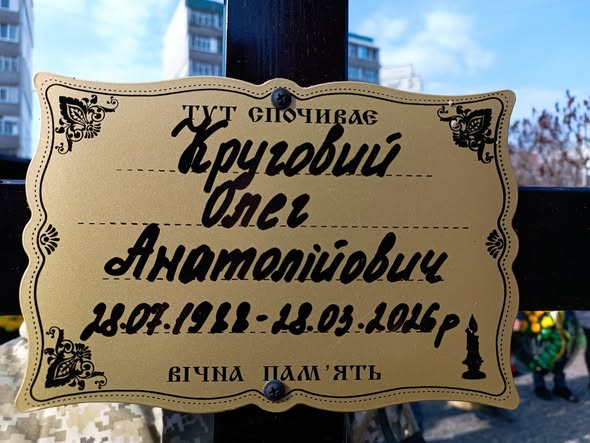 ТУТ СПОЧИВАЄ
Круговий
Олег
Анатолійович
28.07.1988-28.03.2026р
ВІЧНА ПАМ'ЯТЬ